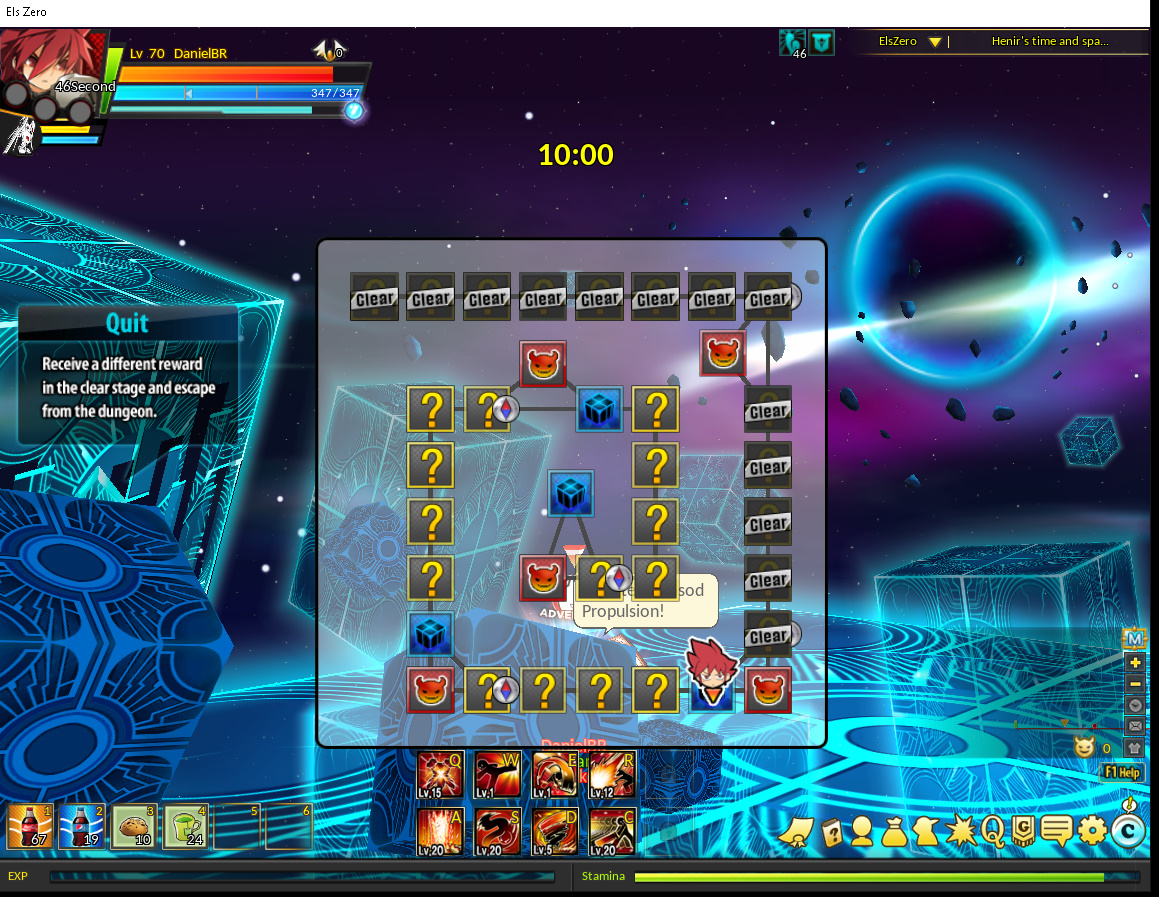 Els Zero
Lv 70 DanielBR
0
46Second
347/347
46
ElsZero
Henir's time and spa...
10:00
Clear Clear Clear Clear Clear Clear Clear Clear
Quit
Receive a different reward
in the clear stage and escape
from the dungeon.
? ? ? Clear
? ? Clear
? ? Clear
? ? ? Clear
sod
Propulsion!
ADVE
Clear
? ? ? ?
M
0
F1 Help
DanielBR
Q W E R
Lv.15 Lv.1 Lv.1 Lv.12
A S D C
Lv.20 Lv.20 Lv.5 Lv.20
1 2 3 4 5 6
67 19 10 24
EXP
Stamina